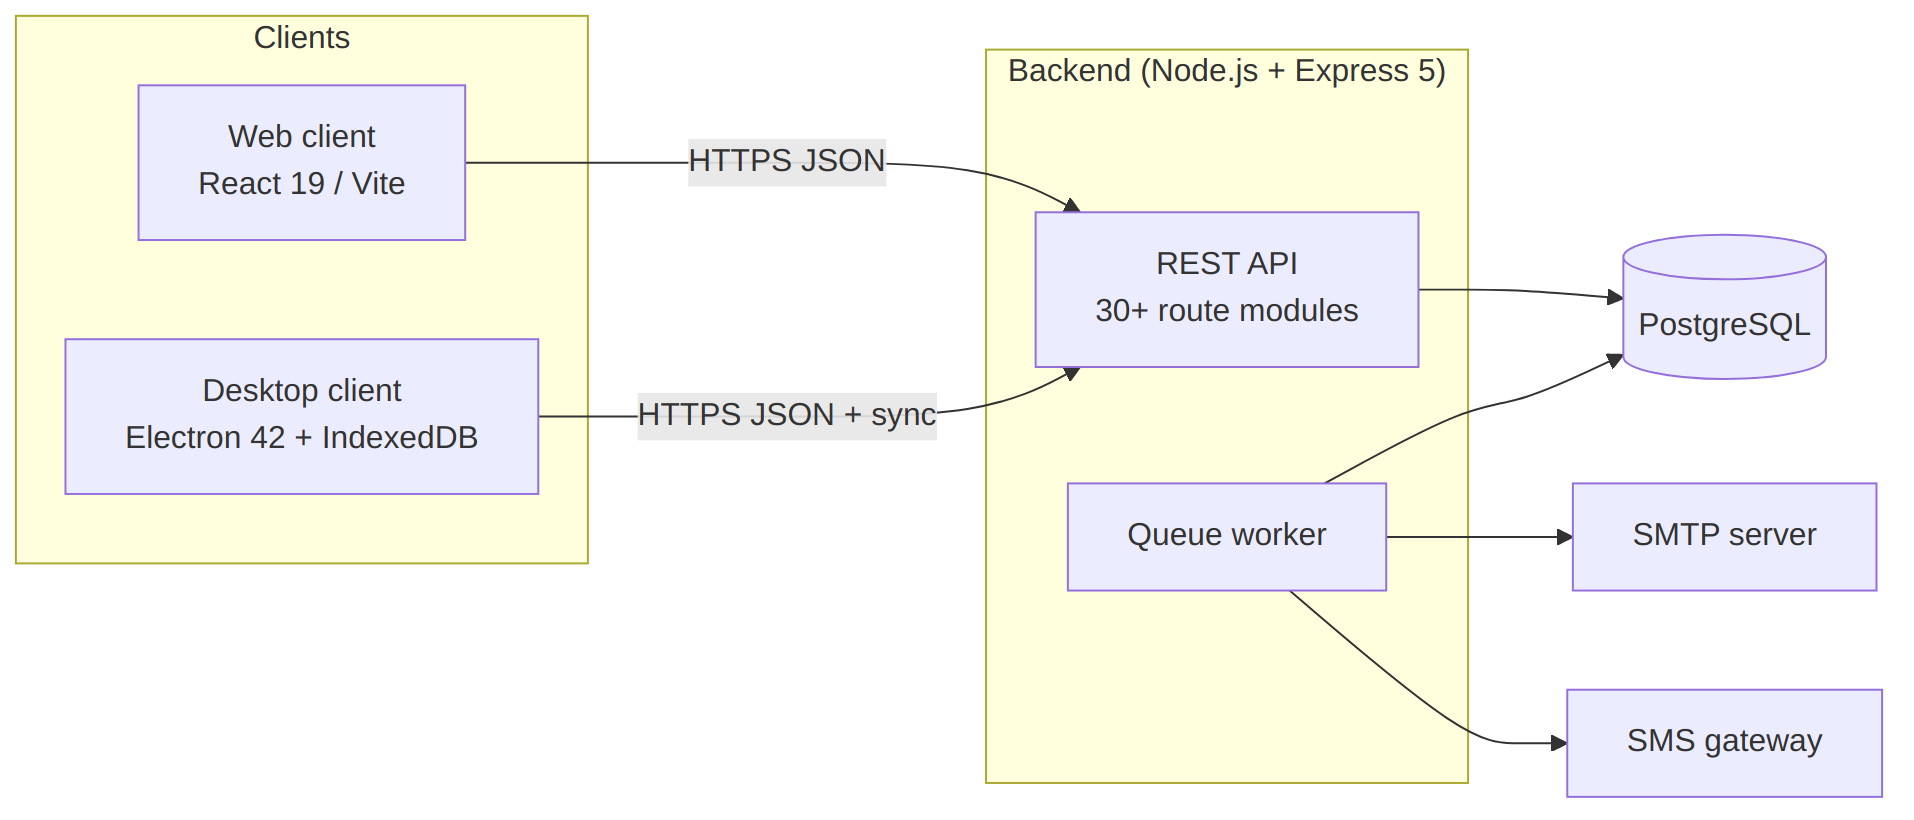 Clients
Web client
React 19 / Vite
Desktop client
Electron 42 + IndexedDB
HTTPS JSON
HTTPS JSON + sync
Backend (Node.js + Express 5)
REST API
30+ route modules
Queue worker
PostgreSQL
SMTP server
SMS gateway